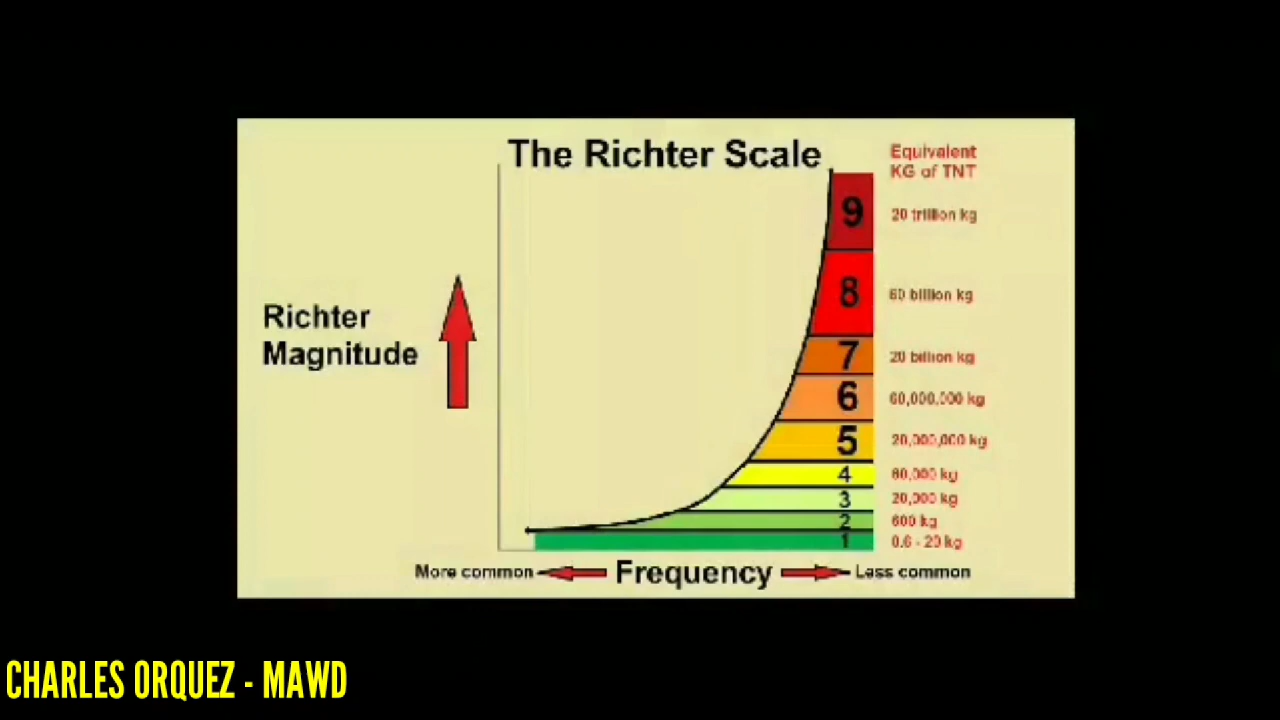 The Richter Scale
Equivalent
KG of TNT
9
20 trillion kg
8
60 billion kg
Richter
Magnitude
7
20 billion kg
6
60,000,000 kg
5
20,000,000 kg
4
60,000 kg
3
20,000 kg
2
600 kg
1
0.6 - 20 kg
More common
Frequency
Less common
CHARLES ORQUEZ - MAWD